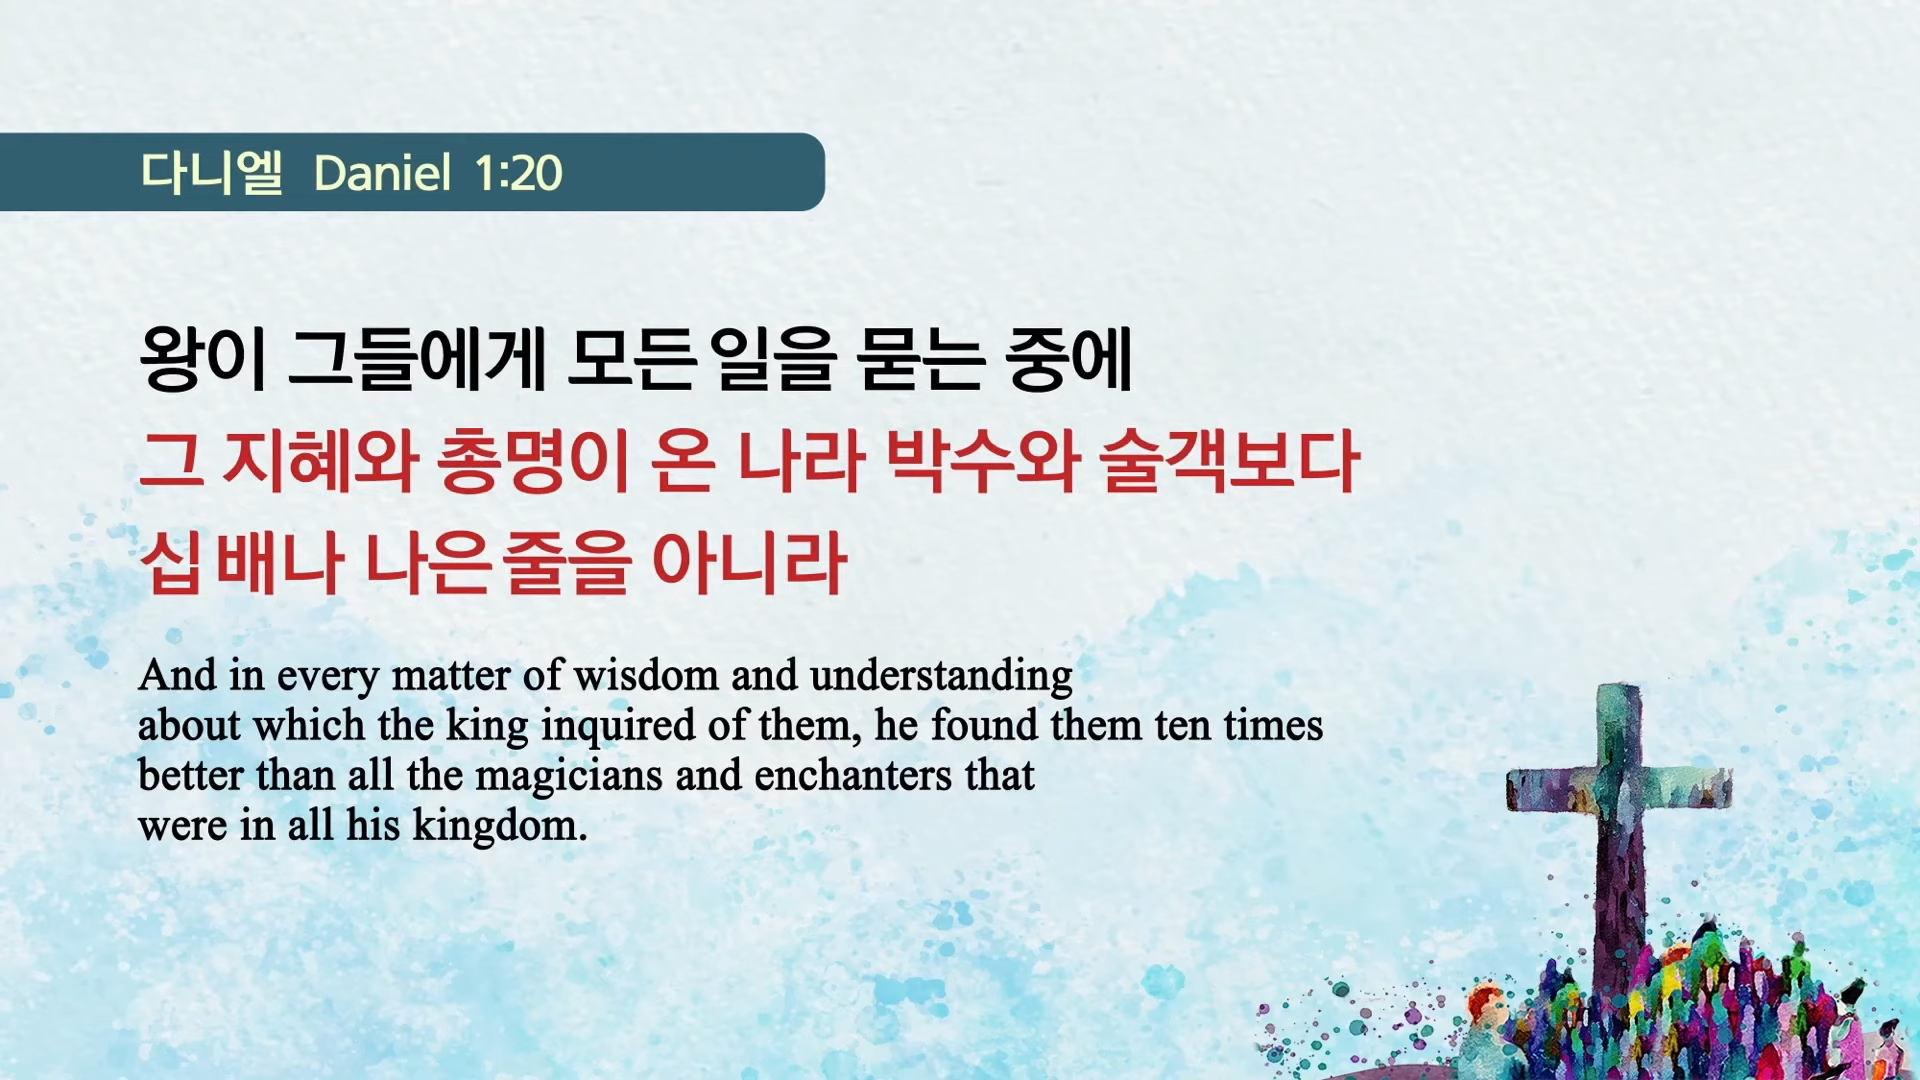 다니엘 Daniel 1:20
왕이 그들에게 모든 일을 묻는 중에
그 지혜와 총명이 온 나라 박수와 술객보다
십 배나 나은 줄을 아니라
And in every matter of wisdom and understanding
about which the king inquired of them, he found them ten times
better than all the magicians and enchanters that
were in all his kingdom.